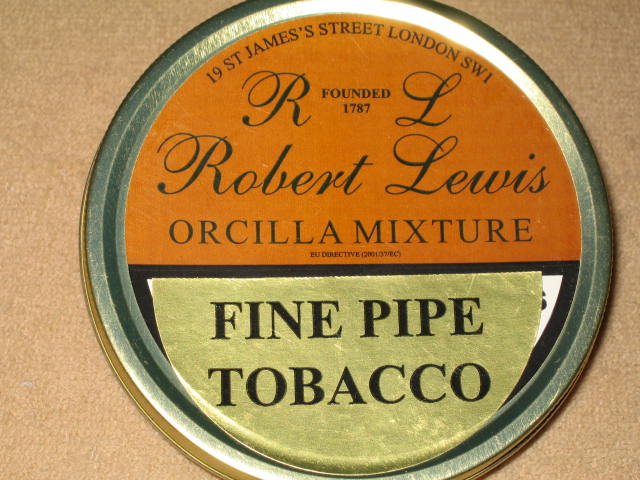 19 ST JAMES'S STREET LONDON SW1
R FOUNDED L
1787
Robert Lewis
ORCILLA MIXTURE
EU DIRECTIVE (2001/37/EC)
FINE PIPE
TOBACCO